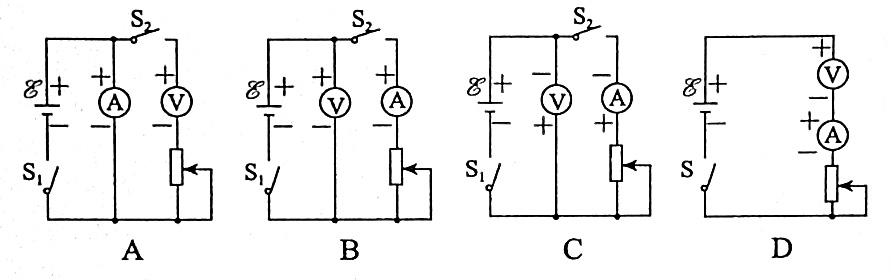 S₂
ℰ + + A − − + V − S₁
A
S₂
ℰ + + V − − + A − S₁
B
S₂
ℰ + − V + − − A + S₁
C
ℰ + − + V − + A − S
D